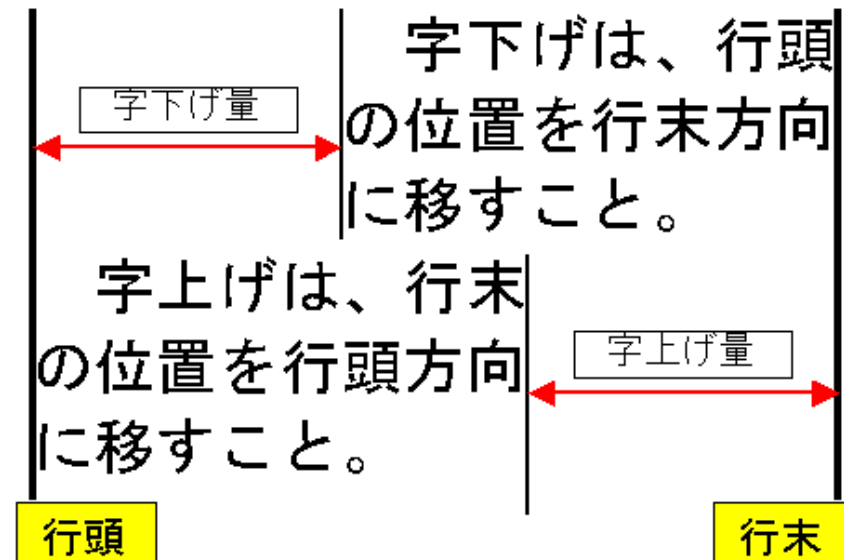 字下げは、行頭
字下げ量
の位置を行末方向
に移すこと。
　字上げは、行末
字上げ量
の位置を行頭方向
に移すこと。
行頭
行末